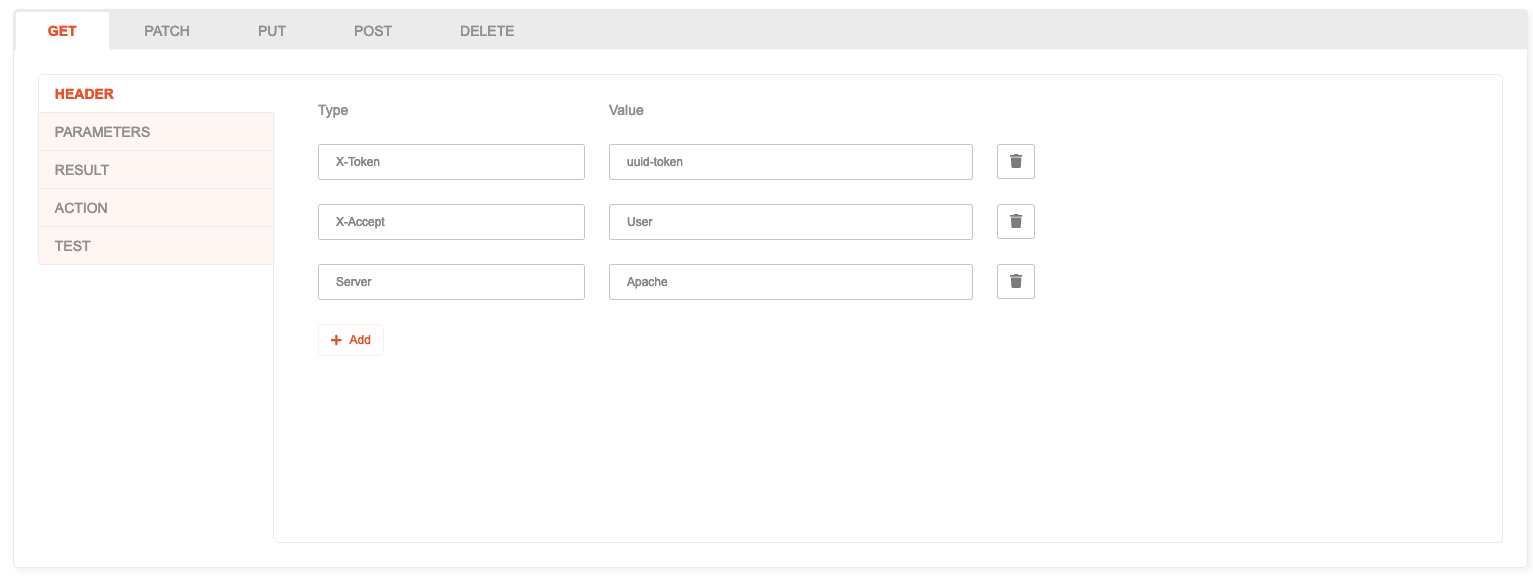 GET PATCH PUT POST DELETE
HEADER
PARAMETERS
RESULT
ACTION
TEST
Type Value
X-Token uuid-token
X-Accept User
Server Apache
Add